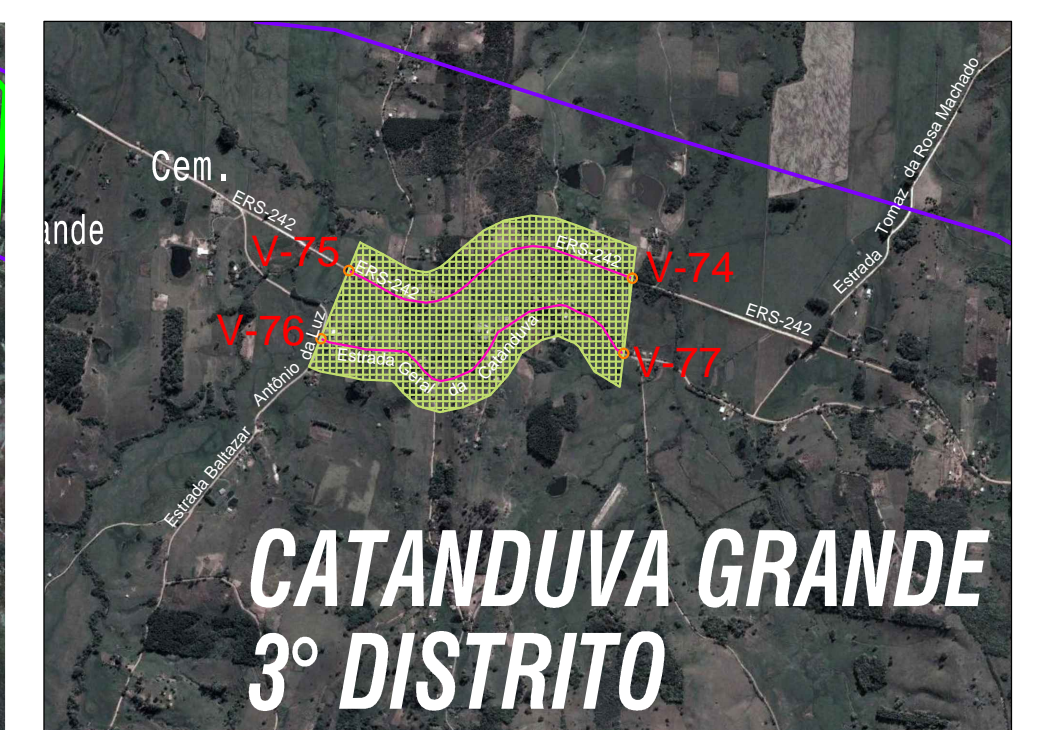 Cem.
ande
ERS-242
V-75
ERS-242
ERS-242
V-74
ERS-242
V-76
Estrada Geral da Catanduva
V-77
Estrada Baltazar Antônio da Luz
Estrada Tomaz da Rosa Machado
CATANDUVA GRANDE
3° DISTRITO